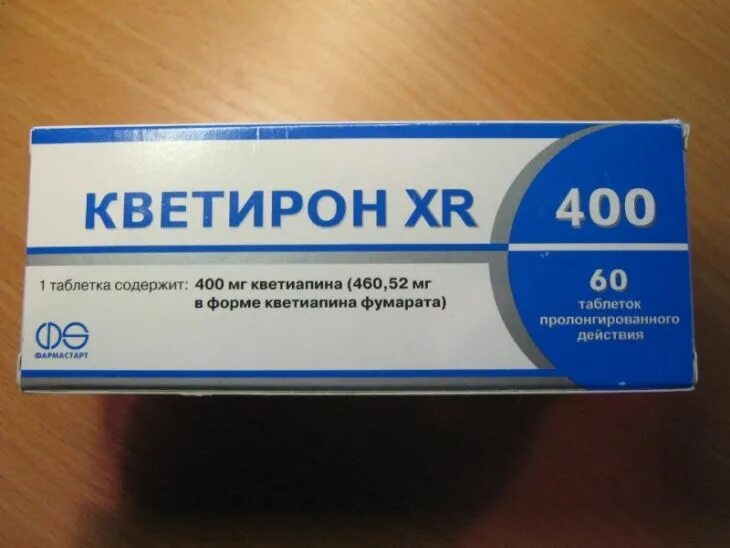 КВЕТИРОН XR
400
1 таблетка содержит: 400 мг кветиапина (460,52 мг
в форме кветиапина фумарата)
60
таблеток
пролонгированного
действия
ФАРМАСТАРТ